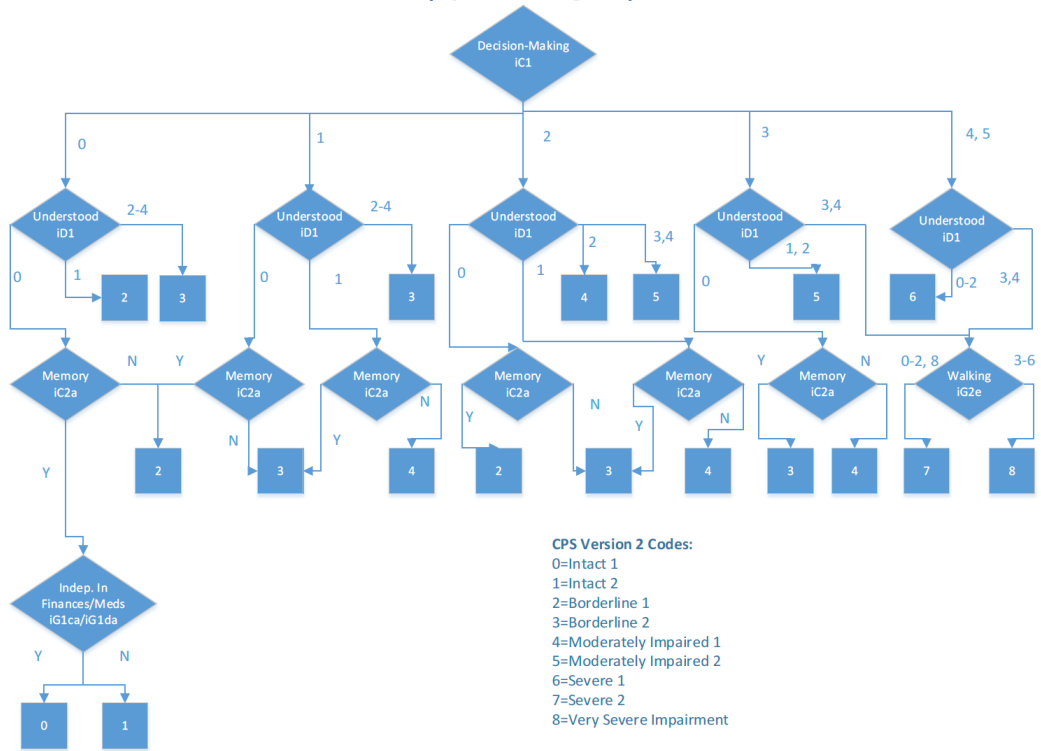 Decision-Making
iC1
0
1
2
3
4, 5
Understood
iD1
2-4
Understood
iD1
2-4
Understood
iD1
2
3,4
Understood
iD1
3,4
1, 2
Understood
iD1
0
1
0
1
0
1
0
0-2
3,4
2
3
3
4
5
5
6
Memory
iC2a
N
Y
Memory
iC2a
Memory
iC2a
Memory
iC2a
Memory
iC2a
Y
Memory
iC2a
N
0-2, 8
Walking
iG2e
3-6
N
Y
N
Y
N
Y
N
Y
2
3
4
2
3
4
3
4
7
8
Indep. In
Finances/Meds
iG1ca/iG1da
Y
N
0
1
CPS Version 2 Codes:
0=Intact 1
1=Intact 2
2=Borderline 1
3=Borderline 2
4=Moderately Impaired 1
5=Moderately Impaired 2
6=Severe 1
7=Severe 2
8=Very Severe Impairment